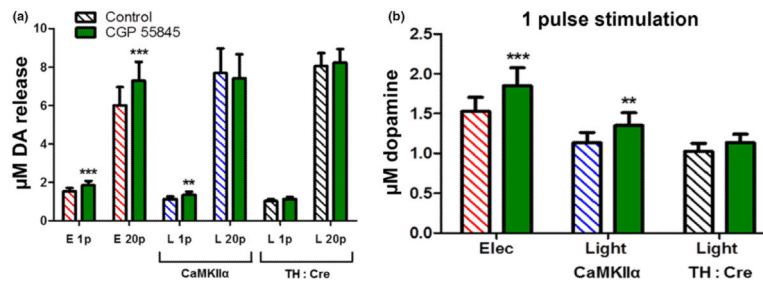 (a)
Control
CGP 55845
µM DA release
10
8
6
4
2
0
***
***
**
E 1p E 20p L 1p L 20p L 1p L 20p
CaMKIIα TH : Cre
(b)
1 pulse stimulation
µM dopamine
2.5
2.0
1.5
1.0
0.5
0.0
***
**
Elec Light Light
CaMKIIα TH : Cre